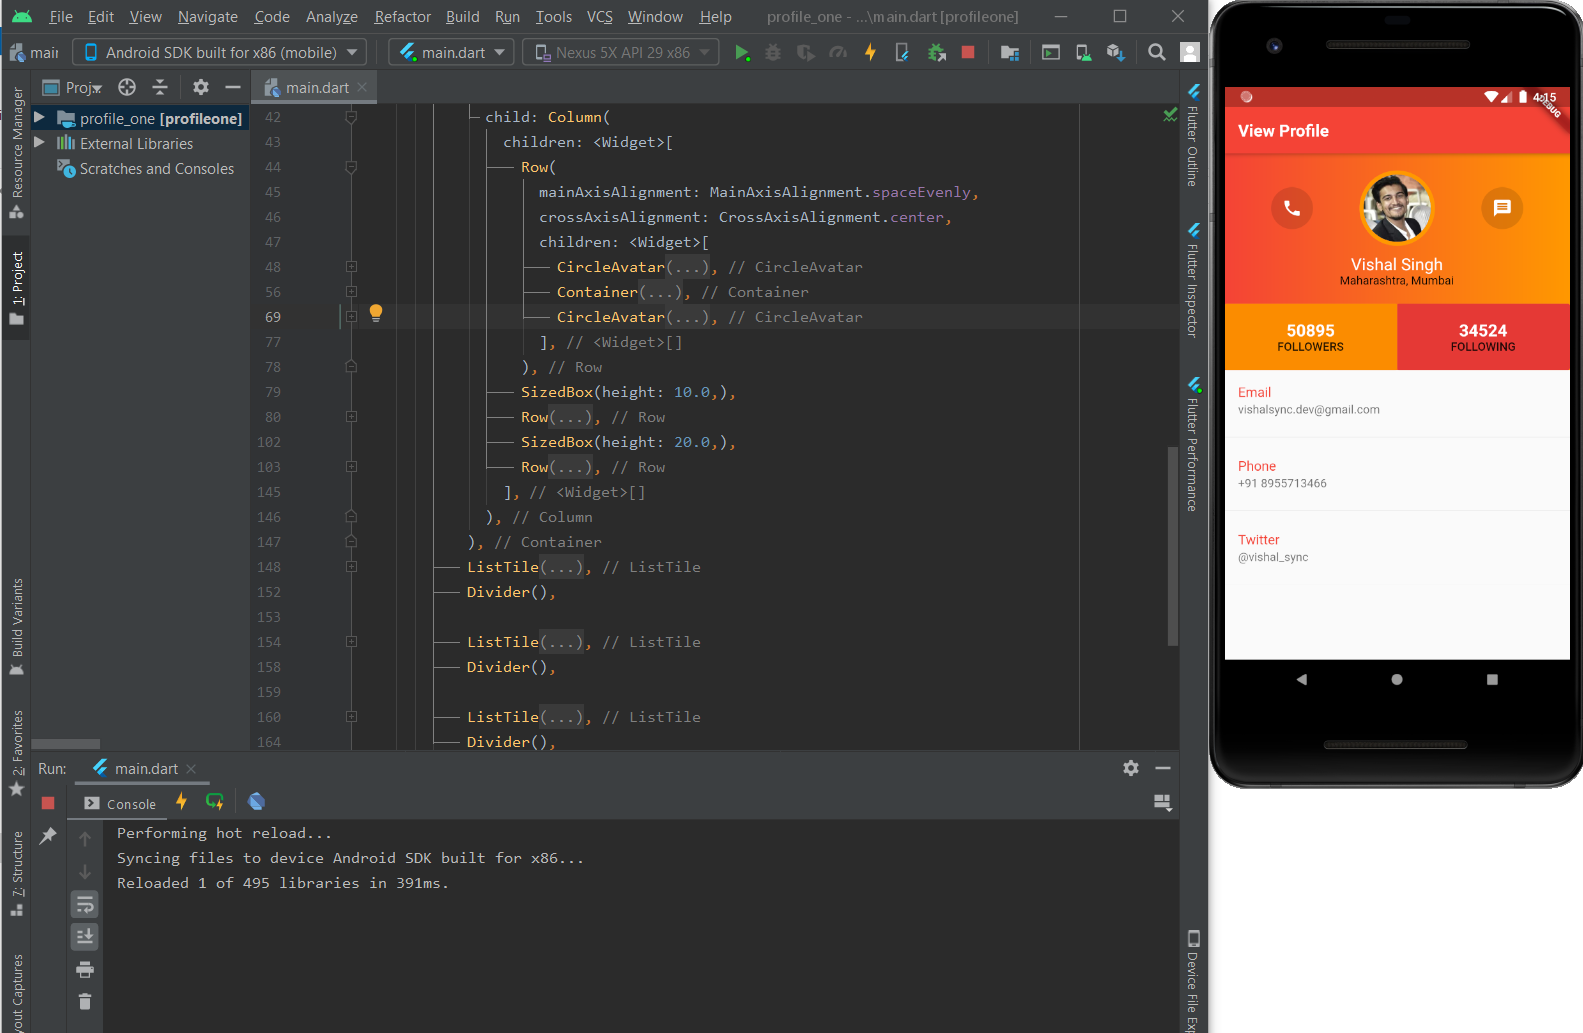 File Edit View Navigate Code Analyze Refactor Build Run Tools VCS Window Help profile_one - ...\main.dart [profileone]
Android SDK built for x86 (mobile) main.dart Nexus 5X API 29 x86
main.dart
profile_one [profileone]
External Libraries
Scratches and Consoles
Resource Manager
1: Project
Build Variants
2: Favorites
7: Structure
42 child: Column(
43 children: <Widget>[
44 Row(
45 mainAxisAlignment: MainAxisAlignment.spaceEvenly,
46 crossAxisAlignment: CrossAxisAlignment.center,
47 children: <Widget>[
48 CircleAvatar(...), // CircleAvatar
56 Container(...), // Container
69 CircleAvatar(...), // CircleAvatar
77 ], // <Widget>[]
78 ), // Row
79 SizedBox(height: 10.0,),
80 Row(...), // Row
102 SizedBox(height: 20.0,),
103 Row(...), // Row
145 ], // <Widget>[]
146 ), // Column
147 ), // Container
148 ListTile(...), // ListTile
152 Divider(),
153
154 ListTile(...), // ListTile
158 Divider(),
159
160 ListTile(...), // ListTile
164 Divider(),
Flutter Outline
Flutter Inspector
Flutter Performance
Run: main.dart
Console
Performing hot reload...
Syncing files to device Android SDK built for x86...
Reloaded 1 of 495 libraries in 391ms.
4:15
DEBUG
View Profile
Vishal Singh
Maharashtra, Mumbai
50895 34524
FOLLOWERS FOLLOWING
Email
vishalsync.dev@gmail.com
Phone
+91 8955713466
Twitter
@vishal_sync